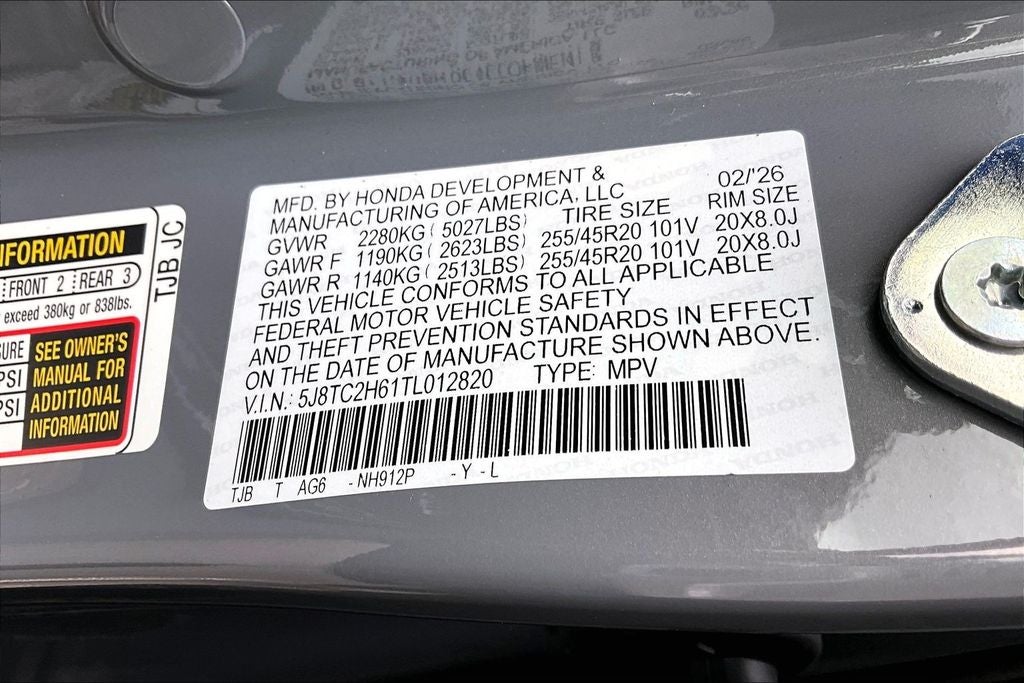 MFD. BY HONDA DEVELOPMENT & 02/'26
MANUFACTURING OF AMERICA, LLC
GVWR 2280KG ( 5027LBS) TIRE SIZE RIM SIZE
GAWR F 1190KG ( 2623LBS) 255/45R20 101V 20X8.0J
GAWR R 1140KG ( 2513LBS) 255/45R20 101V 20X8.0J
THIS VEHICLE CONFORMS TO ALL APPLICABLE
FEDERAL MOTOR VEHICLE SAFETY
AND THEFT PREVENTION STANDARDS IN EFFECT
ON THE DATE OF MANUFACTURE SHOWN ABOVE.
V.I.N.: 5J8TC2H61TL012820 TYPE: MPV
TJB T AG6 -NH912P -Y -L
INFORMATION
FRONT 2 REAR 3
exceed 380kg or 838lbs.
SEE OWNER'S
PSI MANUAL FOR
PSI ADDITIONAL
INFORMATION
TJBJC